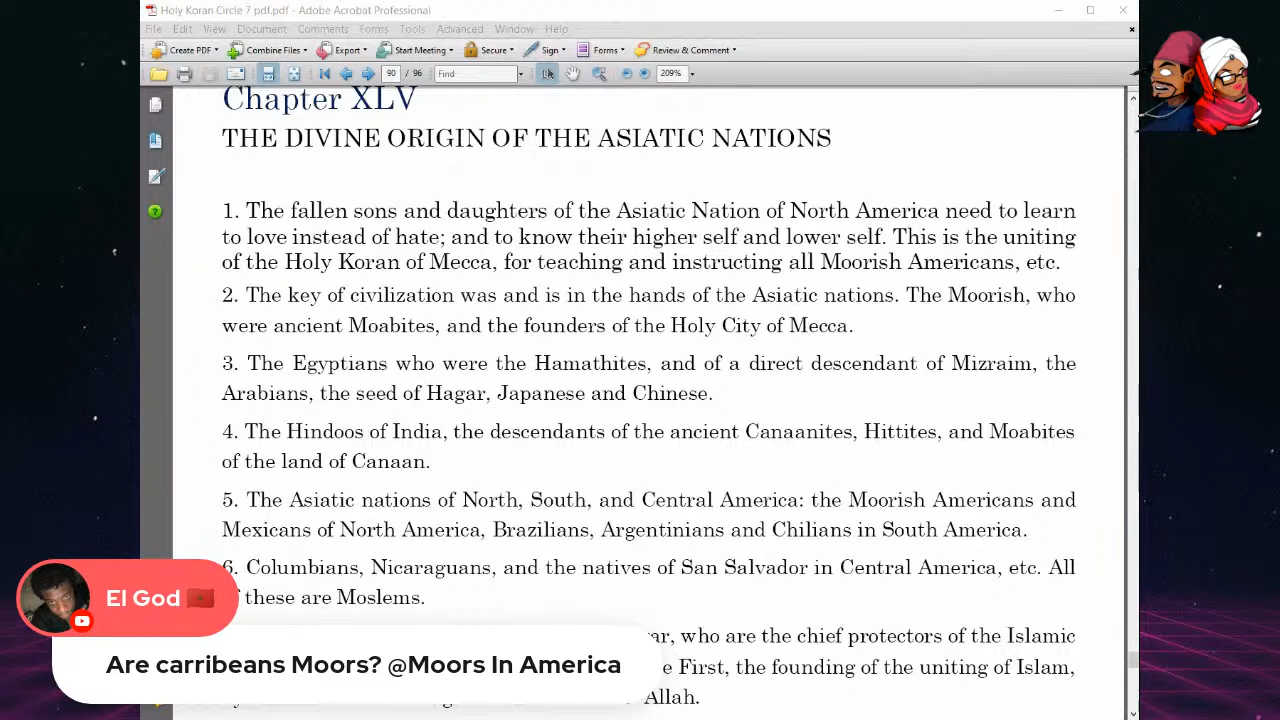 Holy Koran Circle 7 pdf.pdf - Adobe Acrobat Professional
File Edit View Document Comments Forms Tools Advanced Window Help
Create PDF Combine Files Export Start Meeting Secure Sign Forms Review & Comment
90 / 96 Find 209%
Chapter XLV
THE DIVINE ORIGIN OF THE ASIATIC NATIONS
1. The fallen sons and daughters of the Asiatic Nation of North America need to learn
to love instead of hate; and to know their higher self and lower self. This is the uniting
of the Holy Koran of Mecca, for teaching and instructing all Moorish Americans, etc.
2. The key of civilization was and is in the hands of the Asiatic nations. The Moorish, who
were ancient Moabites, and the founders of the Holy City of Mecca.
3. The Egyptians who were the Hamathites, and of a direct descendant of Mizraim, the
Arabians, the seed of Hagar, Japanese and Chinese.
4. The Hindoos of India, the descendants of the ancient Canaanites, Hittites, and Moabites
of the land of Canaan.
5. The Asiatic nations of North, South, and Central America: the Moorish Americans and
Mexicans of North America, Brazilians, Argentinians and Chilians in South America.
6. Columbians, Nicaraguans, and the natives of San Salvador in Central America, etc. All
these are Moslems.
who are the chief protectors of the Islamic
First, the founding of the uniting of Islam,
Allah.
El God
Are carribeans Moors? @Moors In America